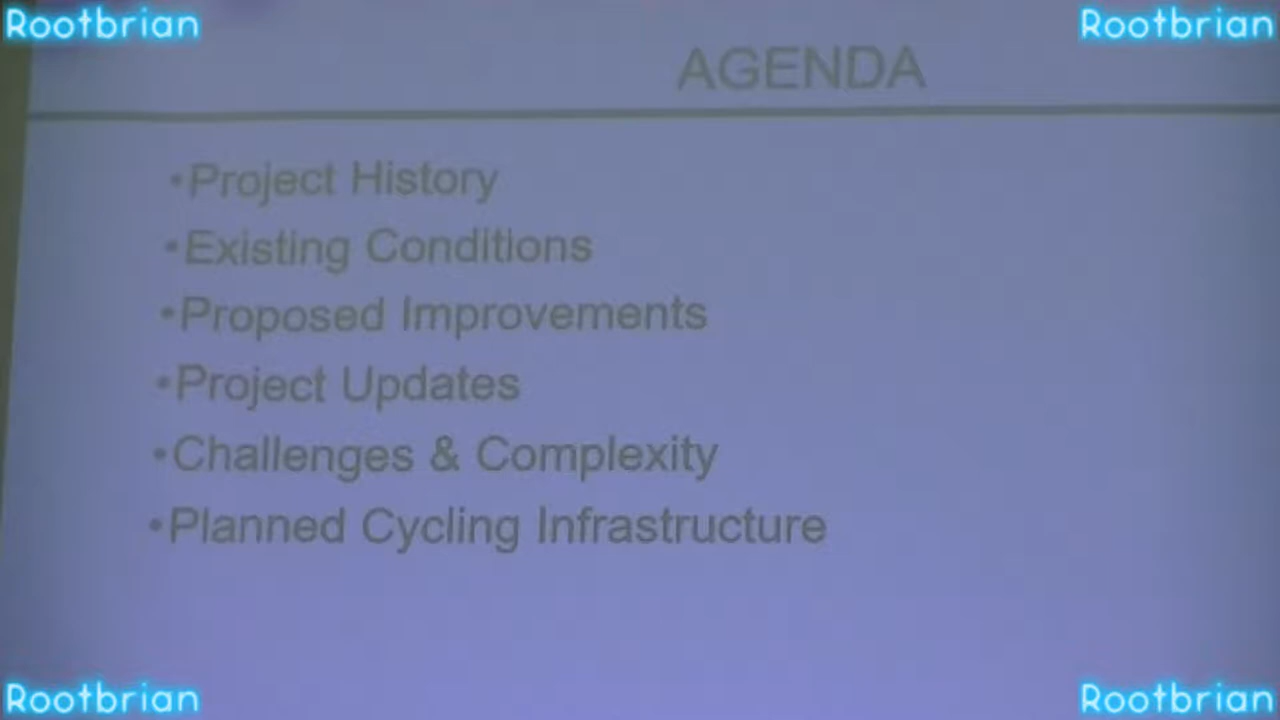 Rootbrian Rootbrian
AGENDA
•Project History
•Existing Conditions
•Proposed Improvements
•Project Updates
•Challenges & Complexity
•Planned Cycling Infrastructure
Rootbrian Rootbrian